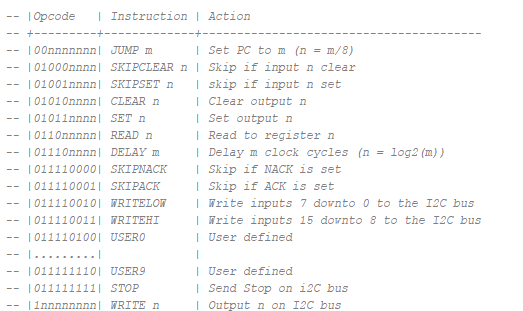 -- |Opcode   | Instruction | Action
-- +---------+-------------+----------------------------------------
-- |00nnnnnnn| JUMP m      | Set PC to m (n = m/8)
-- |01000nnnn| SKIPCLEAR n | Skip if input n clear
-- |01001nnnn| SKIPSET n   | skip if input n set
-- |01010nnnn| CLEAR n     | Clear output n
-- |01011nnnn| SET n       | Set output n
-- |0110nnnnn| READ n      | Read to register n
-- |01110nnnn| DELAY m     | Delay m clock cycles (n = log2(m))
-- |011110000| SKIPNACK    | Skip if NACK is set
-- |011110001| SKIPACK     | Skip if ACK is set
-- |011110010| WRITELOW    | Write inputs 7 downto 0 to the I2C bus
-- |011110011| WRITEHI     | Write inputs 15 downto 8 to the I2C bus
-- |011110100| USER0       | User defined
-- |.........|             |
-- |011111110| USER9       | User defined
-- |011111111| STOP        | Send Stop on i2C bus
-- |1nnnnnnnn| WRITE n     | Output n on I2C bus